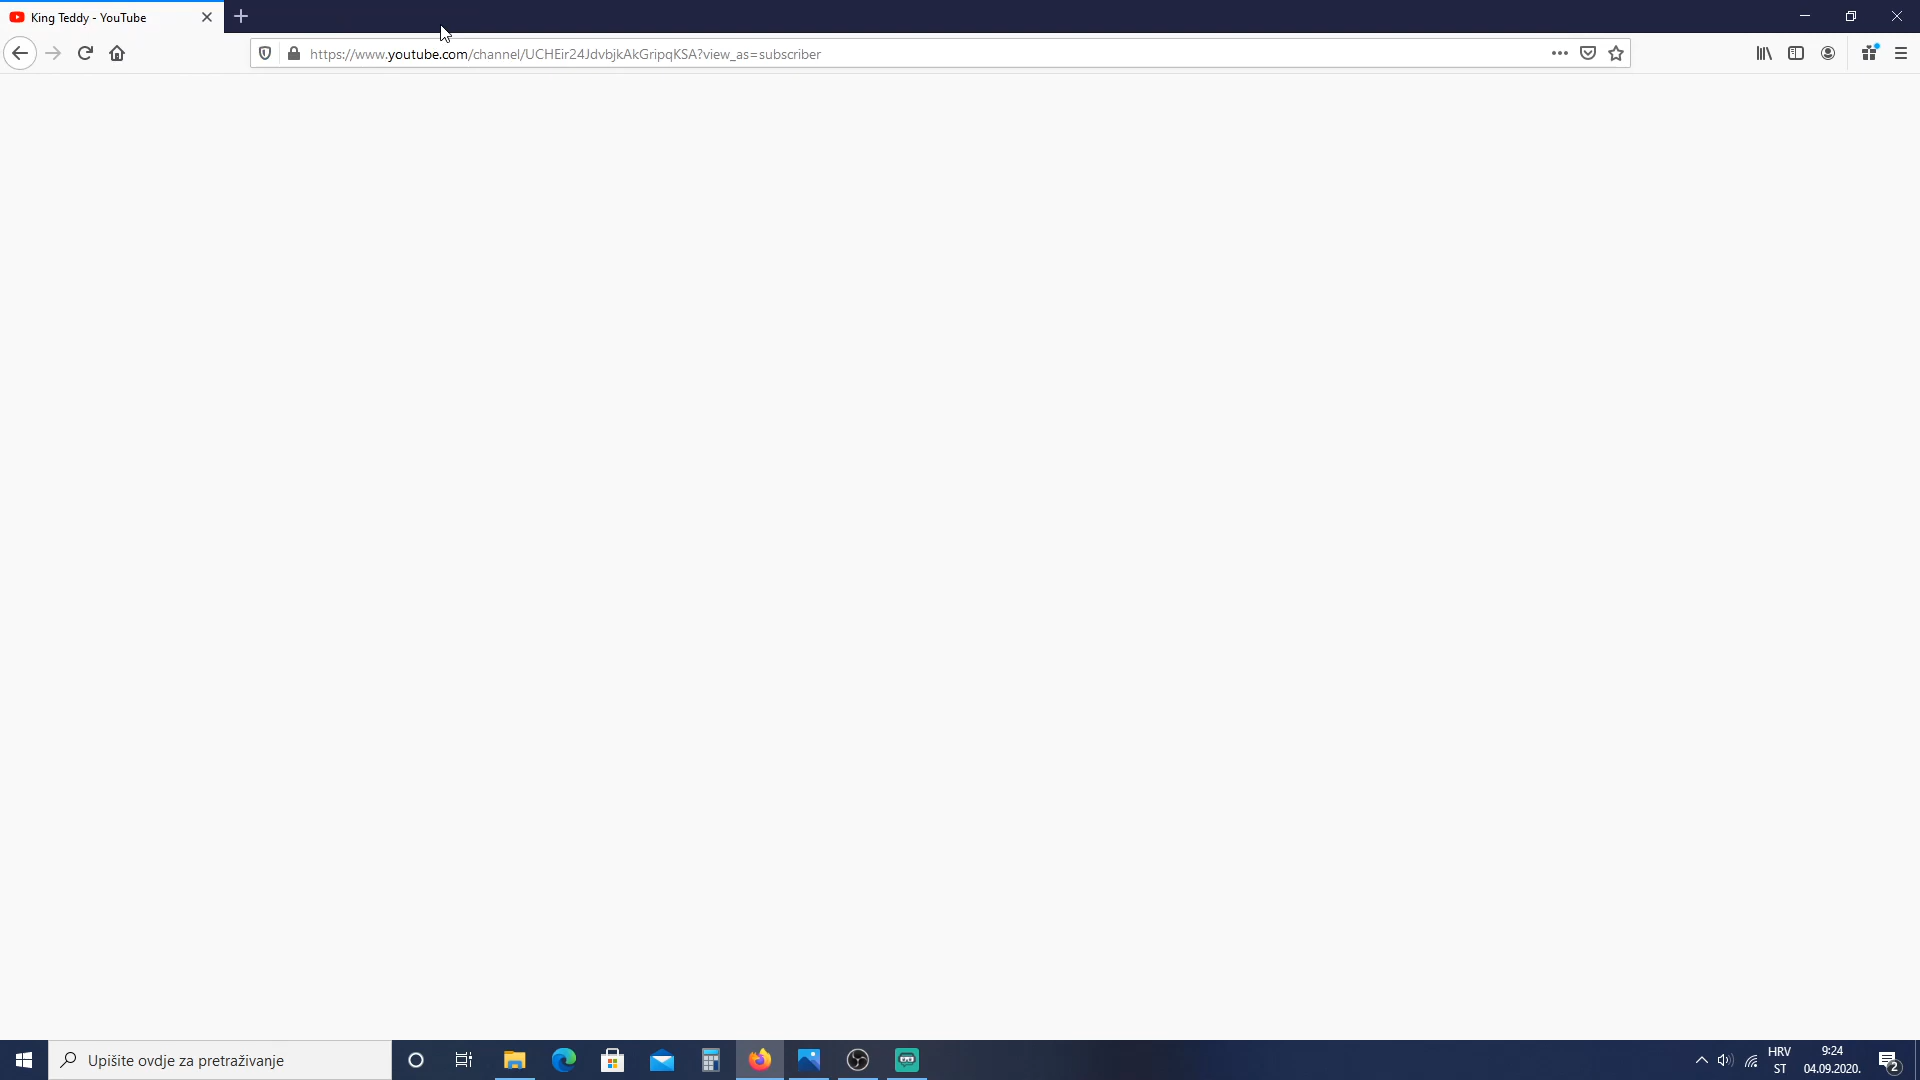 King Teddy - YouTube
https://www.youtube.com/channel/UCHEir24JdvbjkAkGripqKSA?view_as=subscriber
Upišite ovdje za pretraživanje
HRV
ST
9:24
04.09.2020.
2